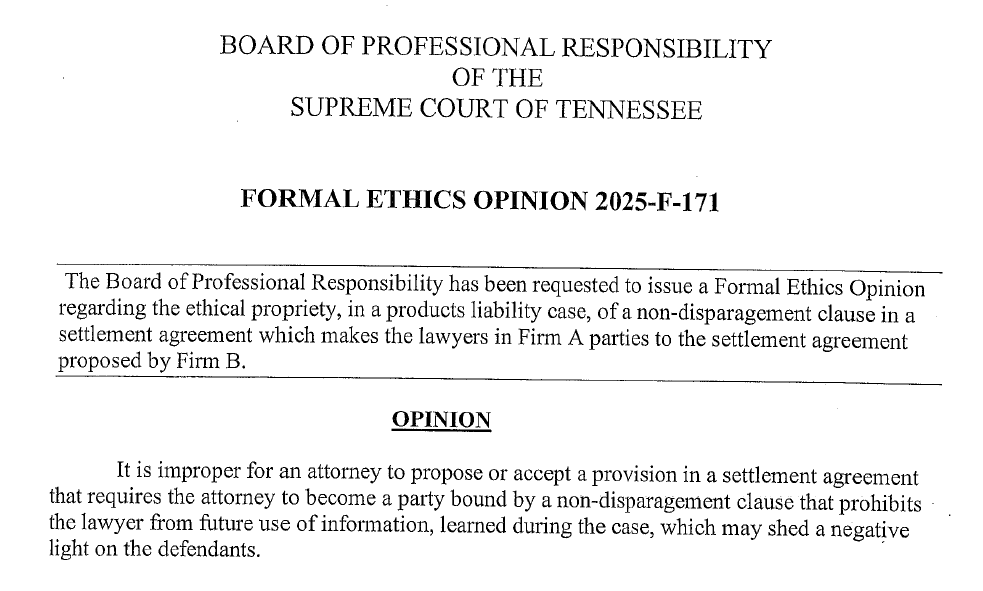 BOARD OF PROFESSIONAL RESPONSIBILITY
OF THE
SUPREME COURT OF TENNESSEE
FORMAL ETHICS OPINION 2025-F-171
The Board of Professional Responsibility has been requested to issue a Formal Ethics Opinion
regarding the ethical propriety, in a products liability case, of a non-disparagement clause in a
settlement agreement which makes the lawyers in Firm A parties to the settlement agreement
proposed by Firm B.
OPINION
It is improper for an attorney to propose or accept a provision in a settlement agreement
that requires the attorney to become a party bound by a non-disparagement clause that prohibits
the lawyer from future use of information, learned during the case, which may shed a negative
light on the defendants.